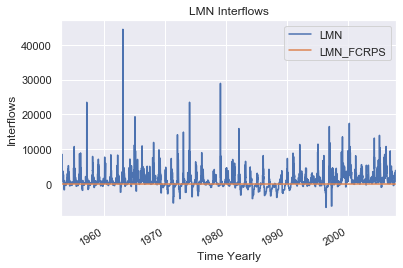 LMN Interflows
LMN
LMN_FCRPS
40000
30000
20000
10000
0
Interflows
1960
1970
1980
1990
2000
Time Yearly